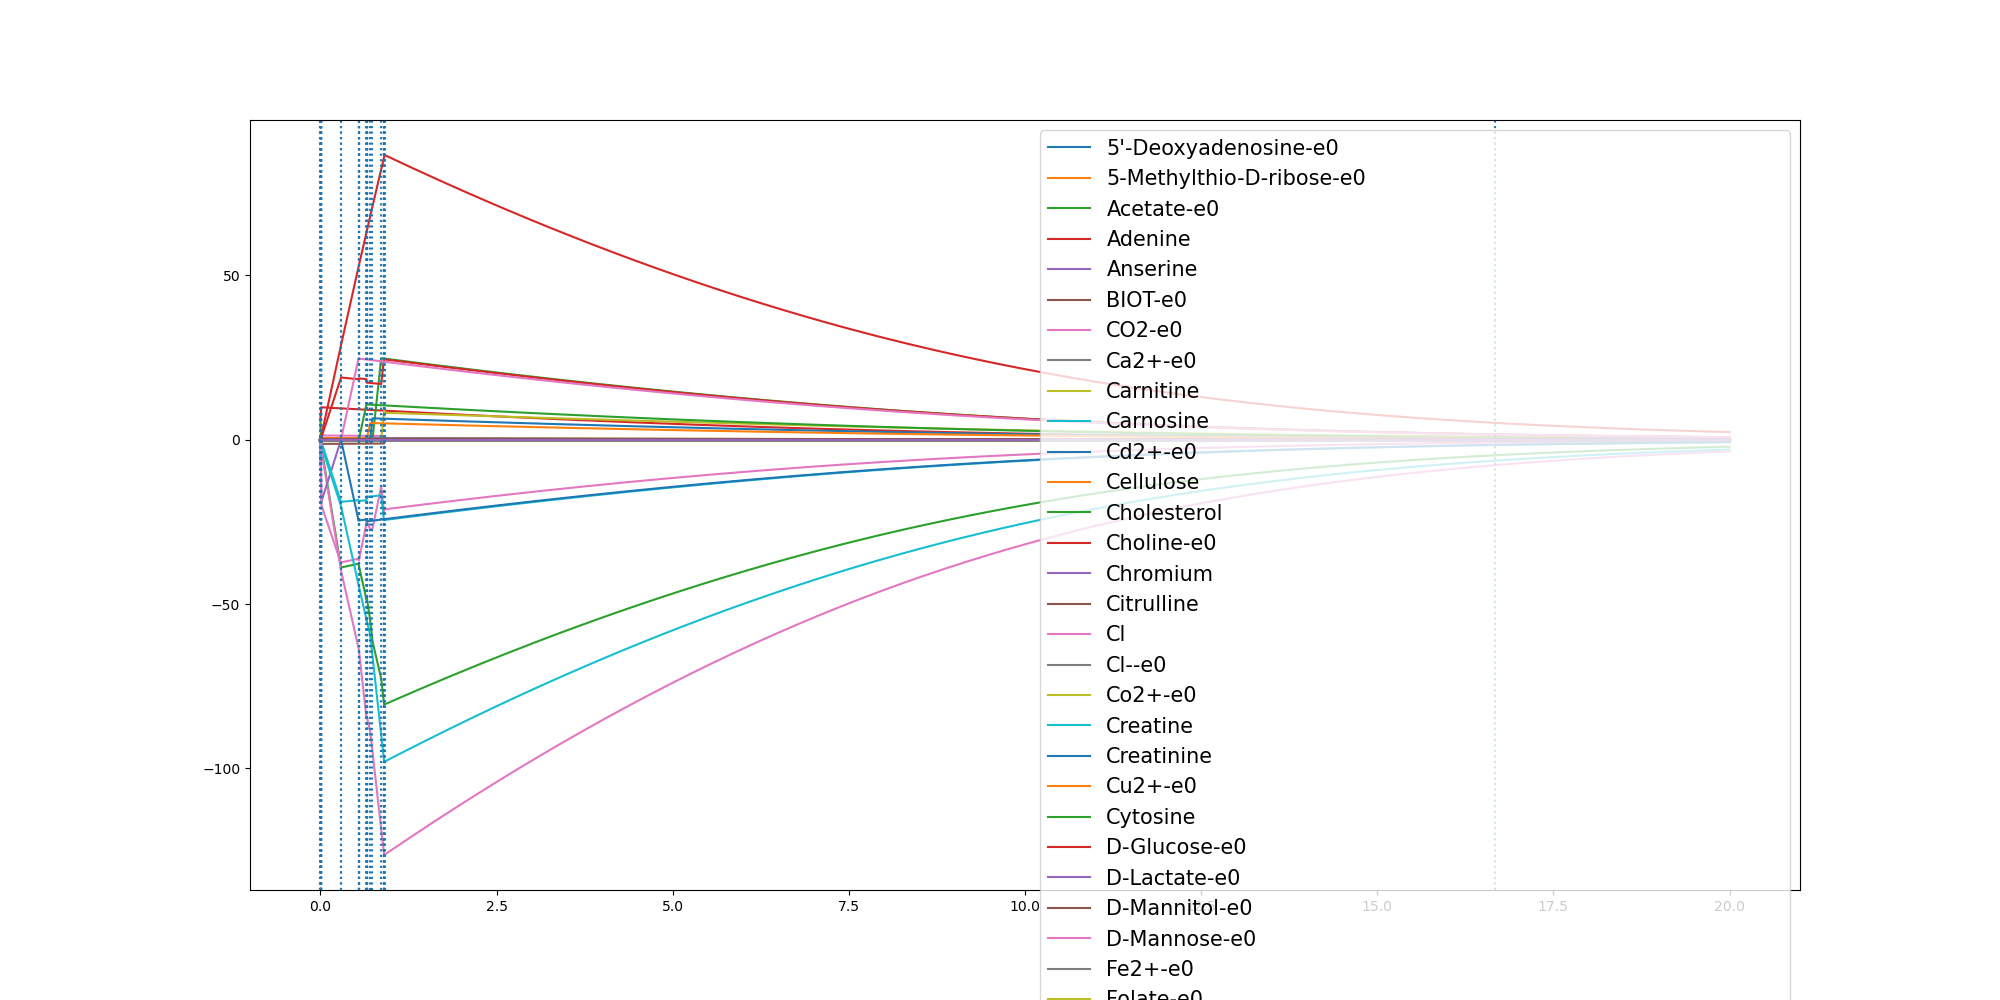 50
0
−50
−100
0.0
2.5
5.0
7.5
10.0
15.0
17.5
20.0
5'-Deoxyadenosine-e0
5-Methylthio-D-ribose-e0
Acetate-e0
Adenine
Anserine
BIOT-e0
CO2-e0
Ca2+-e0
Carnitine
Carnosine
Cd2+-e0
Cellulose
Cholesterol
Choline-e0
Chromium
Citrulline
Cl
Cl--e0
Co2+-e0
Creatine
Creatinine
Cu2+-e0
Cytosine
D-Glucose-e0
D-Lactate-e0
D-Mannitol-e0
D-Mannose-e0
Fe2+-e0
Folate-e0